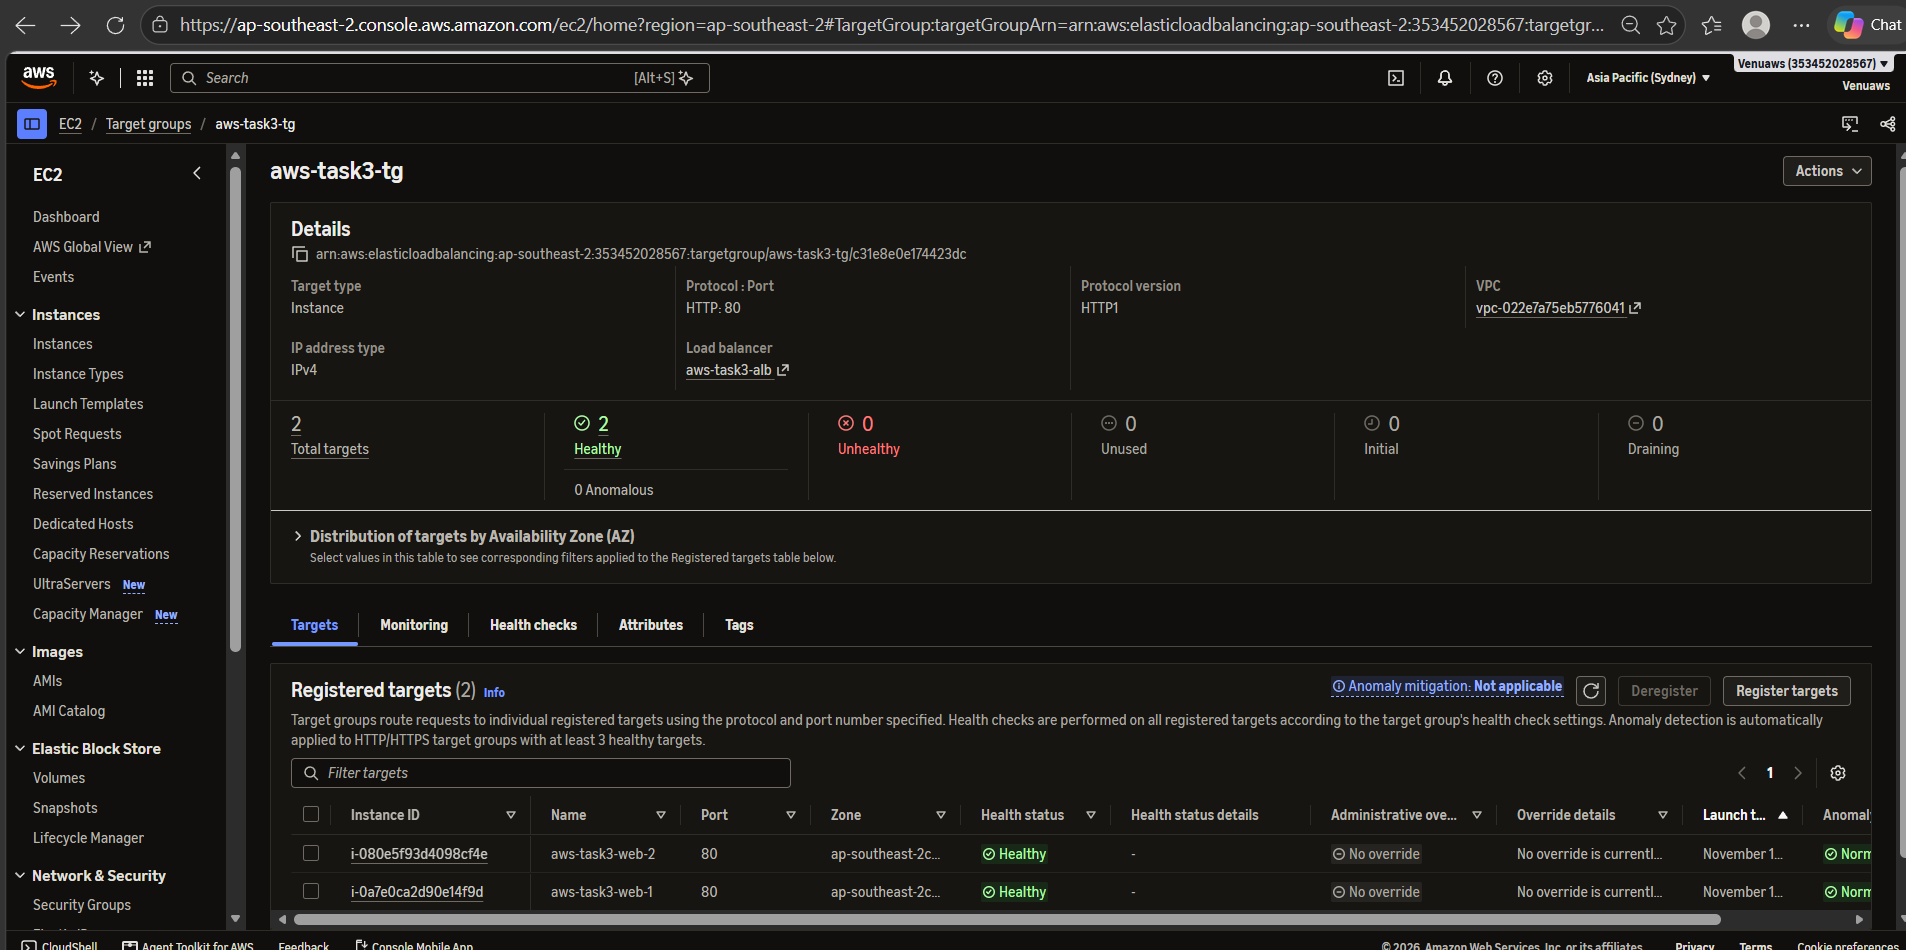 https://ap-southeast-2.console.aws.amazon.com/ec2/home?region=ap-southeast-2#TargetGroup:targetGroupArn=arn:aws:elasticloadbalancing:ap-southeast-2:353452028567:targetgr...
Chat
aws
Search [Alt+S]
Asia Pacific (Sydney)
Venuaws (353452028567)
Venuaws
EC2 / Target groups / aws-task3-tg
EC2
Dashboard
AWS Global View
Events
Instances
Instances
Instance Types
Launch Templates
Spot Requests
Savings Plans
Reserved Instances
Dedicated Hosts
Capacity Reservations
UltraServers New
Capacity Manager New
Images
AMIs
AMI Catalog
Elastic Block Store
Volumes
Snapshots
Lifecycle Manager
Network & Security
Security Groups
aws-task3-tg
Actions
Details
arn:aws:elasticloadbalancing:ap-southeast-2:353452028567:targetgroup/aws-task3-tg/c31e8e0e174423dc
Target type
Instance
Protocol : Port
HTTP: 80
Protocol version
HTTP1
VPC
vpc-022e7a75eb5776041
IP address type
IPv4
Load balancer
aws-task3-alb
2
Total targets
2
Healthy
0 Anomalous
0
Unhealthy
0
Unused
0
Initial
0
Draining
Distribution of targets by Availability Zone (AZ)
Select values in this table to see corresponding filters applied to the Registered targets table below.
Targets Monitoring Health checks Attributes Tags
Registered targets (2) Info
Anomaly mitigation: Not applicable
Deregister
Register targets
Target groups route requests to individual registered targets using the protocol and port number specified. Health checks are performed on all registered targets according to the target group's health check settings. Anomaly detection is automatically
applied to HTTP/HTTPS target groups with at least 3 healthy targets.
Filter targets
1
Instance ID Name Port Zone Health status Health status details Administrative ove... Override details Launch t... Anomal
i-080e5f93d4098cf4e aws-task3-web-2 80 ap-southeast-2c... Healthy - No override No override is currentl... November 1... Norm
i-0a7e0ca2d90e14f9d aws-task3-web-1 80 ap-southeast-2c... Healthy - No override No override is currentl... November 1... Norm
CloudShell Agent Toolkit for AWS Feedback Console Mobile App
© 2026, Amazon Web Services, Inc. or its affiliates. Privacy Terms Cookie preferences